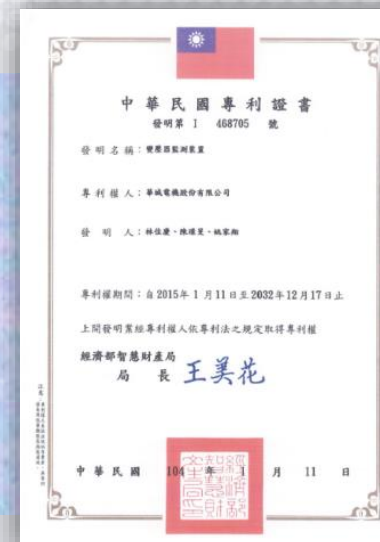 中華民國專利證書
發明第 I 468705 號
發明名稱：變壓器監測裝置
專利權人：華城電機股份有限公司
發明人：林佳慶、陳
專利權期間：自2015年1月11日至2032年12月17日止
上開發明業經專利權人依專利法之規定取得專利權
經濟部智慧財產局
局長 王美花
中華民國 104 年 1 月 11 日